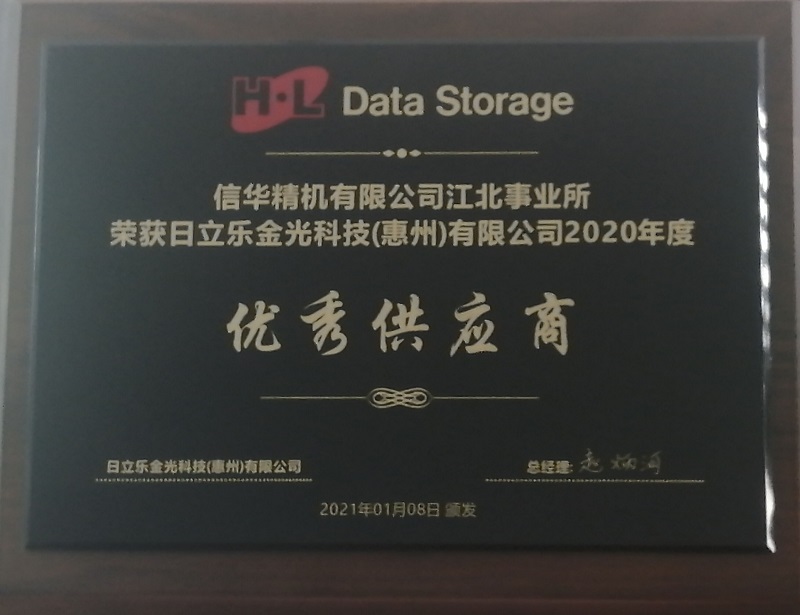 H·L Data Storage
信华精机有限公司江北事业所
荣获日立乐金光科技(惠州)有限公司2020年度
优秀供应商
日立乐金光科技(惠州)有限公司
总经理:
2021年01月08日 颁发